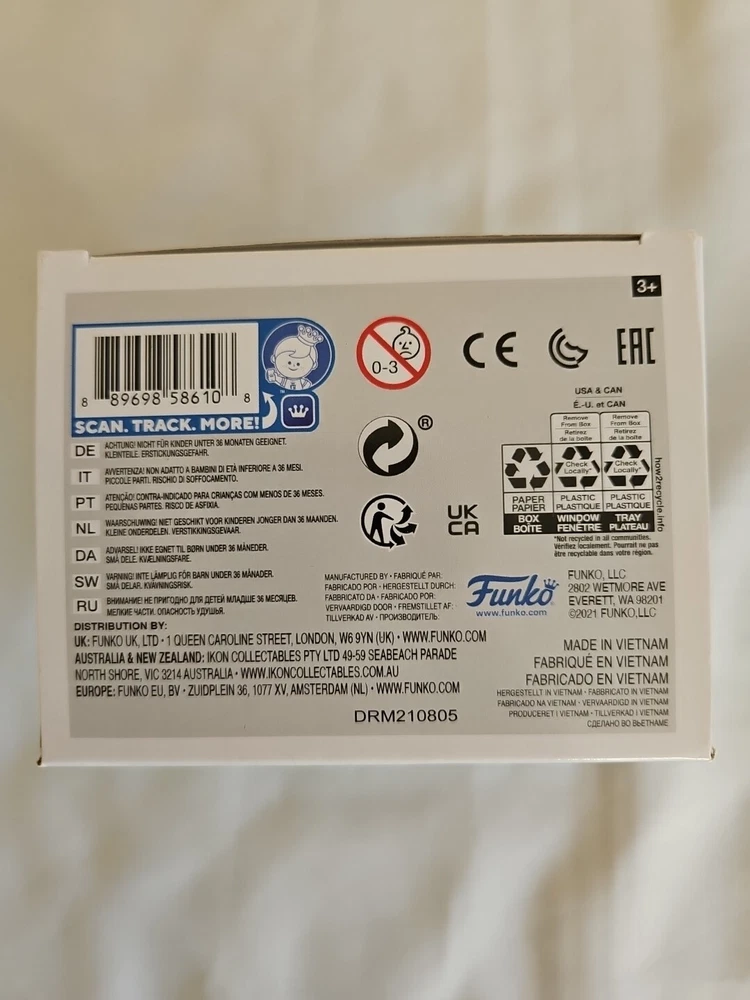 3+
8 89698 58610 8
SCAN. TRACK. MORE!
0-3
CE
EAC
®
UK
CA
USA & CAN
É.-U. et CAN
Remove From Box
Retirez de la boîte
Remove From Box
Retirez de la boîte
Check Locally*
Check Locally*
PAPER
PAPIER
BOX
BOÎTE
PLASTIC
PLASTIQUE
WINDOW
FENÊTRE
PLASTIC
PLASTIQUE
TRAY
PLATEAU
how2recycle.info
*Not recycled in all communities.
Vérifiez localement. Pourrait ne pas
être recyclable dans votre région.
DE ACHTUNG! NICHT FÜR KINDER UNTER 36 MONATEN GEEIGNET.
KLEINTEILE. ERSTICKUNGSGEFAHR.
IT AVVERTENZA! NON ADATTO A BAMBINI DI ETÀ INFERIORE A 36 MESI.
PICCOLE PARTI. RISCHIO DI SOFFOCAMENTO.
PT ATENÇÃO! CONTRA-INDICADO PARA CRIANÇAS COM MENOS DE 36 MESES.
PEQUENAS PARTES. RISCO DE ASFIXIA.
NL WAARSCHUWING! NIET GESCHIKT VOOR KINDEREN JONGER DAN 36 MAANDEN.
KLEINE ONDERDELEN. VERSTIKKINGSGEVAAR.
DA ADVARSEL! IKKE EGNET TIL BØRN UNDER 36 MÅNEDER.
SMÅ DELE. KVÆLNINGSFARE.
SW VARNING! INTE LÄMPLIG FÖR BARN UNDER 36 MÅNADER.
SMÅ DELAR. KVÄVNINGSRISK.
RU ВНИМАНИЕ! НЕ ПРИГОДНО ДЛЯ ДЕТЕЙ МЛАДШЕ 36 МЕСЯЦЕВ.
МЕЛКИЕ ЧАСТИ. ОПАСНОСТЬ УДУШЬЯ.
MANUFACTURED BY • FABRIQUÉ PAR:
FABRICADO POR • HERGESTELLT DURCH:
FABRICATO DA • FABRICADO POR:
VERVAARDIGD DOOR • FREMSTILLET AF:
TILLVERKAD AV • ПРОИЗВОДИТЕЛЬ:
Funko
www.funko.com
FUNKO, LLC
2802 WETMORE AVE
EVERETT, WA 98201
©2021 FUNKO,LLC
DISTRIBUTION BY:
UK: FUNKO UK, LTD • 1 QUEEN CAROLINE STREET, LONDON, W6 9YN (UK) • WWW.FUNKO.COM
AUSTRALIA & NEW ZEALAND: IKON COLLECTABLES PTY LTD 49-59 SEABEACH PARADE
NORTH SHORE, VIC 3214 AUSTRALIA • WWW.IKONCOLLECTABLES.COM.AU
EUROPE: FUNKO EU, BV • ZUIDPLEIN 36, 1077 XV, AMSTERDAM (NL) • WWW.FUNKO.COM
DRM210805
MADE IN VIETNAM
FABRIQUÉ EN VIETNAM
FABRICADO EN VIETNAM
HERGESTELLT IN VIETNAM • FABBRICATO IN VIETNAM
FABRICADO NA VIETNAM • VERVAARDIGD IN VIETNAM
PRODUCERET I VIETNAM • TILLVERKAD I VIETNAM
СДЕЛАНО ВО ВЬЕТНАМЕ